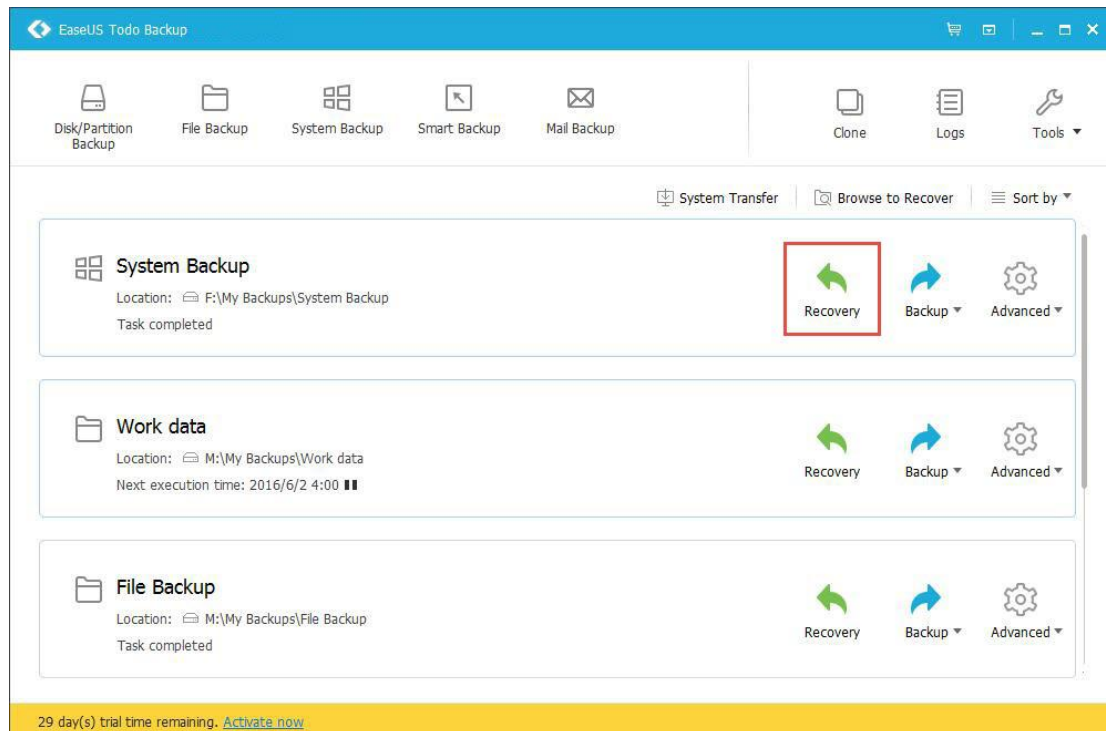 EaseUS Todo Backup
Disk/Partition
Backup
File Backup
System Backup
Smart Backup
Mail Backup
Clone
Logs
Tools
System Transfer
Browse to Recover
Sort by
System Backup
Location: F:\My Backups\System Backup
Task completed
Recovery
Backup
Advanced
Work data
Location: M:\My Backups\Work data
Next execution time: 2016/6/2 4:00
Recovery
Backup
Advanced
File Backup
Location: M:\My Backups\File Backup
Task completed
Recovery
Backup
Advanced
29 day(s) trial time remaining. Activate now